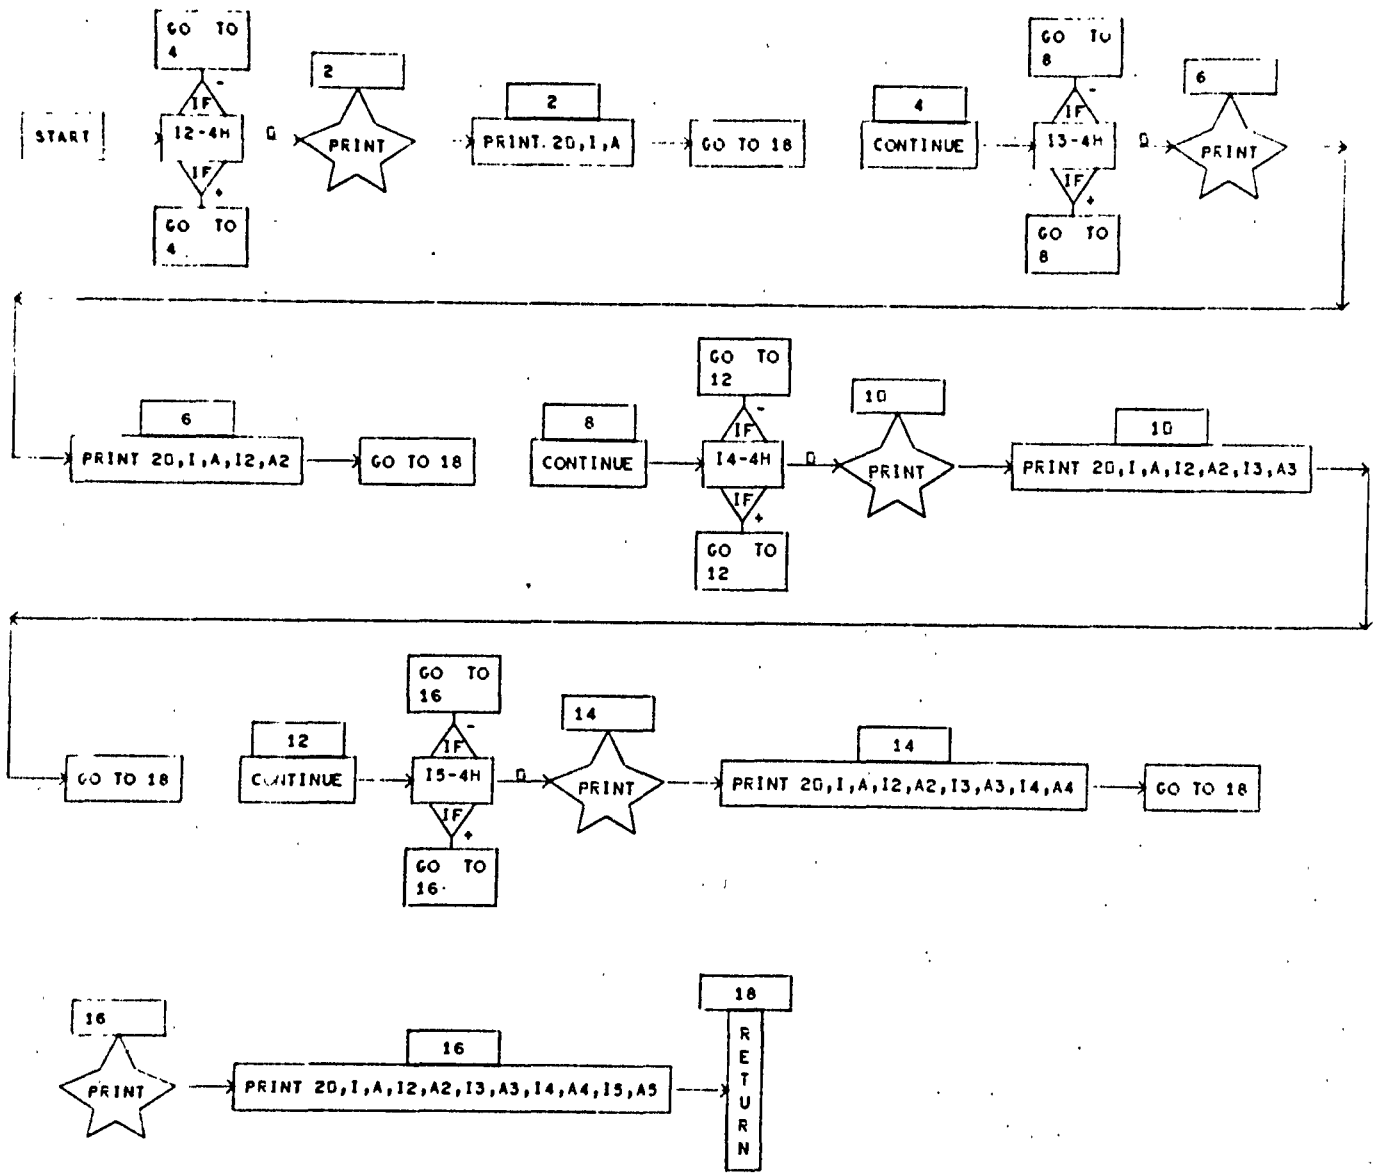 GO TO
4
-
IF
START
I2-4H
0
IF
+
GO TO
4
2
PRINT
2
PRINT 20,I,A
GO TO 18
4
CONTINUE
GO TO
8
-
IF
I3-4H
0
IF
+
GO TO
8
6
PRINT
6
PRINT 20,I,A,I2,A2
GO TO 18
8
CONTINUE
GO TO
12
-
IF
I4-4H
0
IF
+
GO TO
12
10
PRINT
10
PRINT 20,I,A,I2,A2,I3,A3
GO TO 18
12
CONTINUE
GO TO
16
-
IF
I5-4H
0
IF
+
GO TO
16
14
PRINT
14
PRINT 20,I,A,I2,A2,I3,A3,I4,A4
GO TO 18
16
PRINT
16
PRINT 20,I,A,I2,A2,I3,A3,I4,A4,I5,A5
18
RETURN